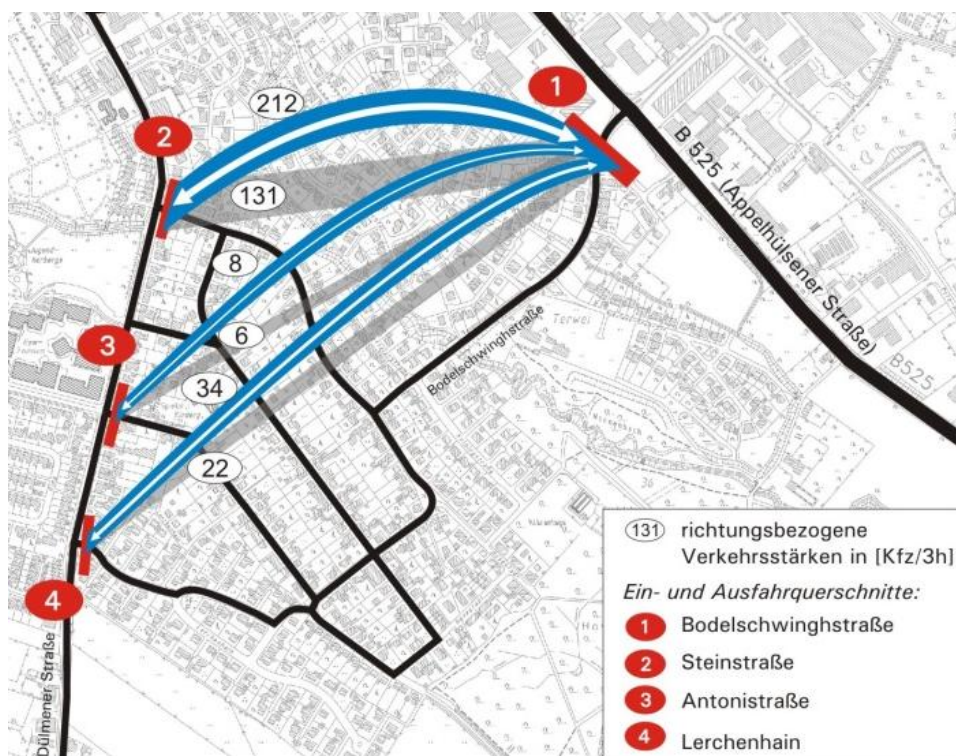 1
212
2
B 525 (Appelhülsener Straße)
131
8
6
3
34
Bodelschwinghstraße
B525
22
4
Dülmener Straße
131 richtungsbezogene
Verkehrsstärken in [Kfz/3h]
Ein- und Ausfahrquerschnitte:
1 Bodelschwinghstraße
2 Steinstraße
3 Antonistraße
4 Lerchenhain